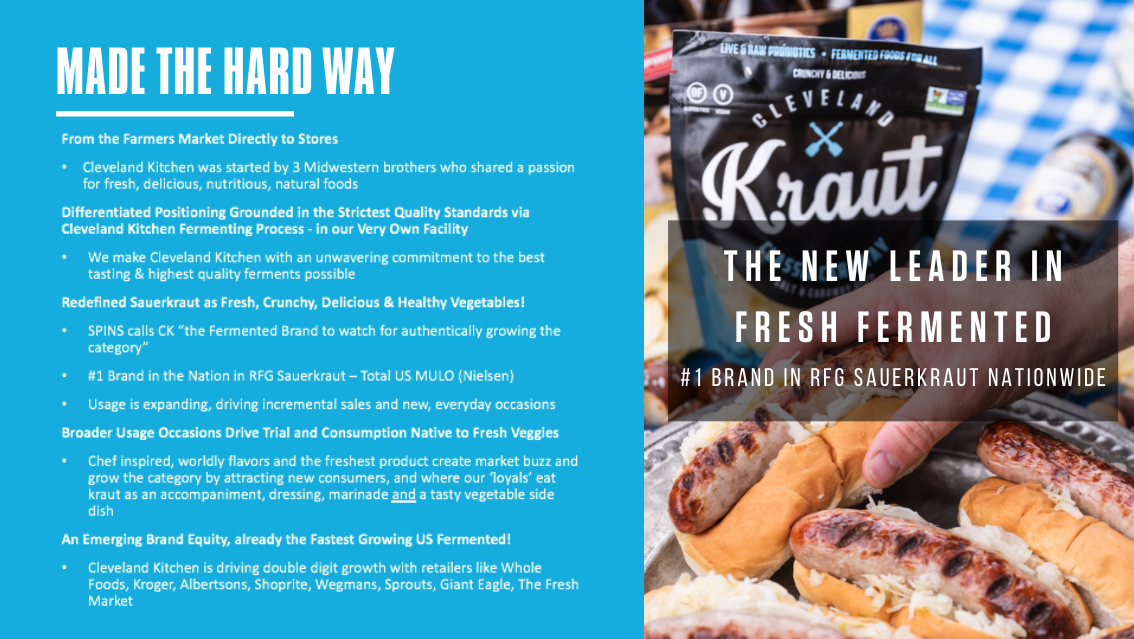 MADE THE HARD WAY
From the Farmers Market Directly to Stores
• Cleveland Kitchen was started by 3 Midwestern brothers who shared a passion
for fresh, delicious, nutritious, natural foods
Differentiated Positioning Grounded in the Strictest Quality Standards via
Cleveland Kitchen Fermenting Process - in our Very Own Facility
• We make Cleveland Kitchen with an unwavering commitment to the best
tasting & highest quality ferments possible
Redefined Sauerkraut as Fresh, Crunchy, Delicious & Healthy Vegetables!
• SPINS calls CK “the Fermented Brand to watch for authentically growing the
category”
• #1 Brand in the Nation in RFG Sauerkraut – Total US MULO (Nielsen)
• Usage is expanding, driving incremental sales and new, everyday occasions
Broader Usage Occasions Drive Trial and Consumption Native to Fresh Veggies
• Chef inspired, worldly flavors and the freshest product create market buzz and
grow the category by attracting new consumers, and where our ‘loyals’ eat
kraut as an accompaniment, dressing, marinade and a tasty vegetable side
dish
An Emerging Brand Equity, already the Fastest Growing US Fermented!
• Cleveland Kitchen is driving double digit growth with retailers like Whole
Foods, Kroger, Albertsons, Shoprite, Wegmans, Sprouts, Giant Eagle, The Fresh
Market
LIVE & RAW PROBIOTICS • FERMENTED FOODS FOR ALL
CRUNCHY & DELICIOUS
GF V
VEGAN
CLEVELAND
Kraut
THE NEW LEADER IN
FRESH FERMENTED
#1 BRAND IN RFG SAUERKRAUT NATIONWIDE